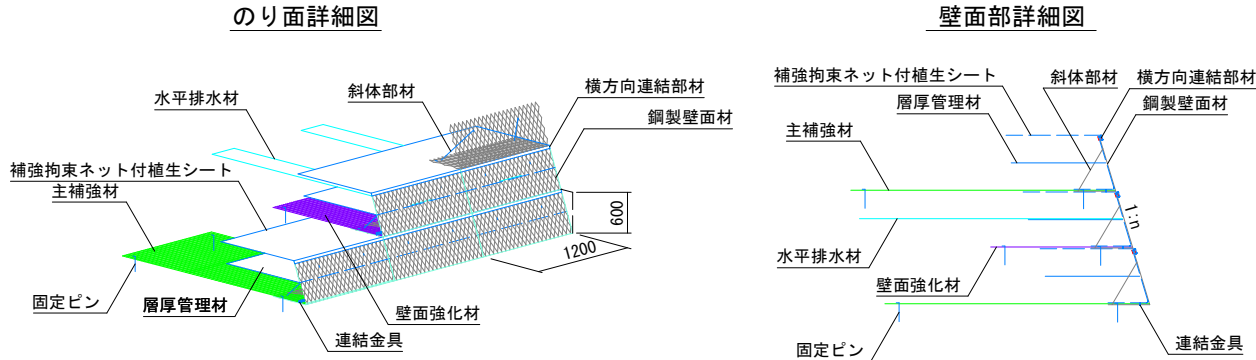 のり面詳細図
水平排水材
斜体部材
横方向連結部材
鋼製壁面材
補強拘束ネット付植生シート
主補強材
600
1200
固定ピン
層厚管理材
壁面強化材
連結金具
壁面部詳細図
補強拘束ネット付植生シート
斜体部材
横方向連結部材
層厚管理材
鋼製壁面材
主補強材
1:n
水平排水材
壁面強化材
固定ピン
連結金具